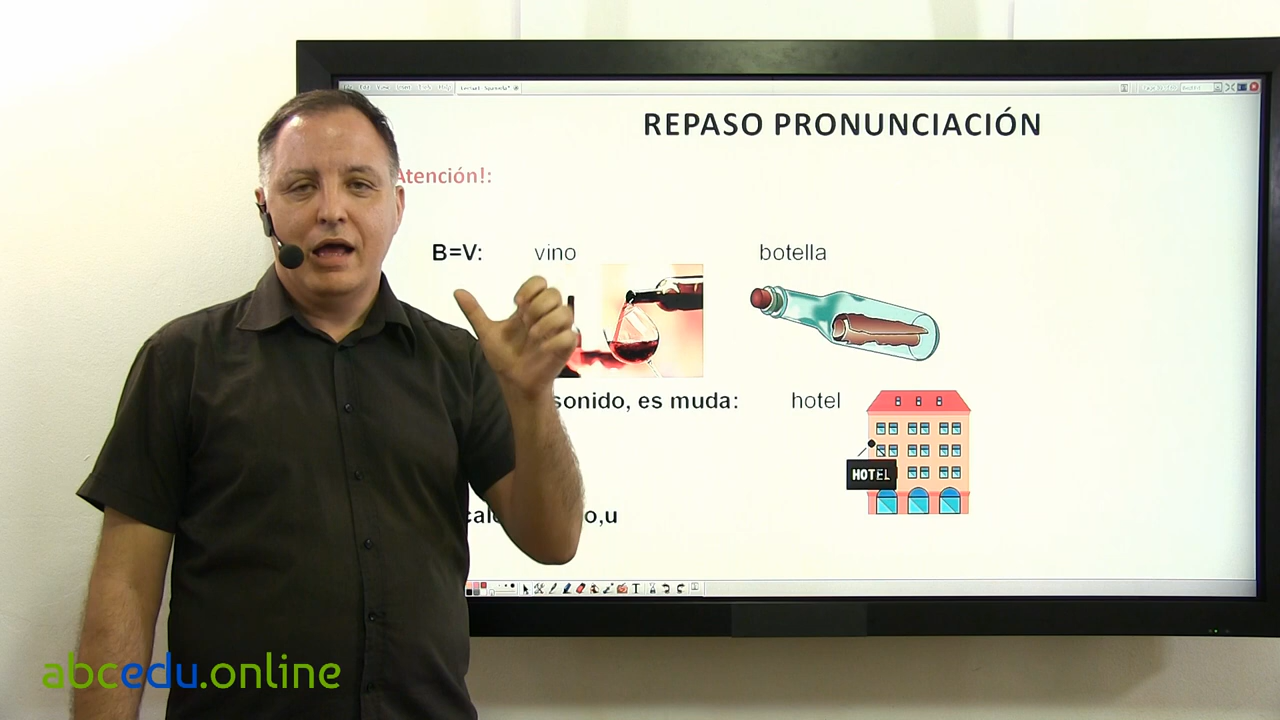 REPASO PRONUNCIACIÓN
Atención!:
B=V: vino botella
sonido, es muda: hotel
HOTEL
o,u
abcedu.online